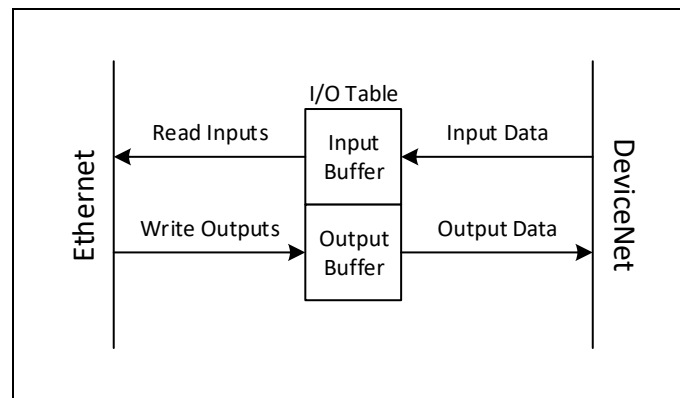 I/O Table
Read Inputs
Input
Buffer
Input Data
Ethernet
DeviceNet
Write Outputs
Output
Buffer
Output Data